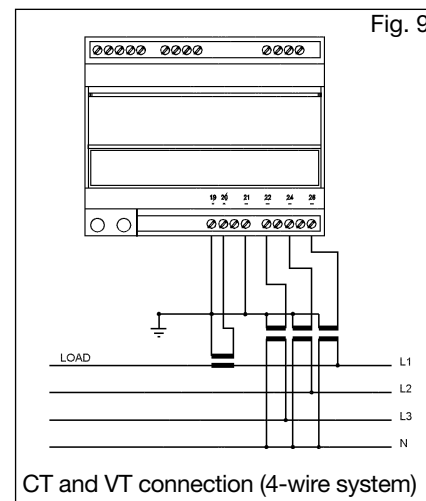 Fig. 9
19 20 21 22 24 26
LOAD
L1
L2
L3
N
CT and VT connection (4-wire system)